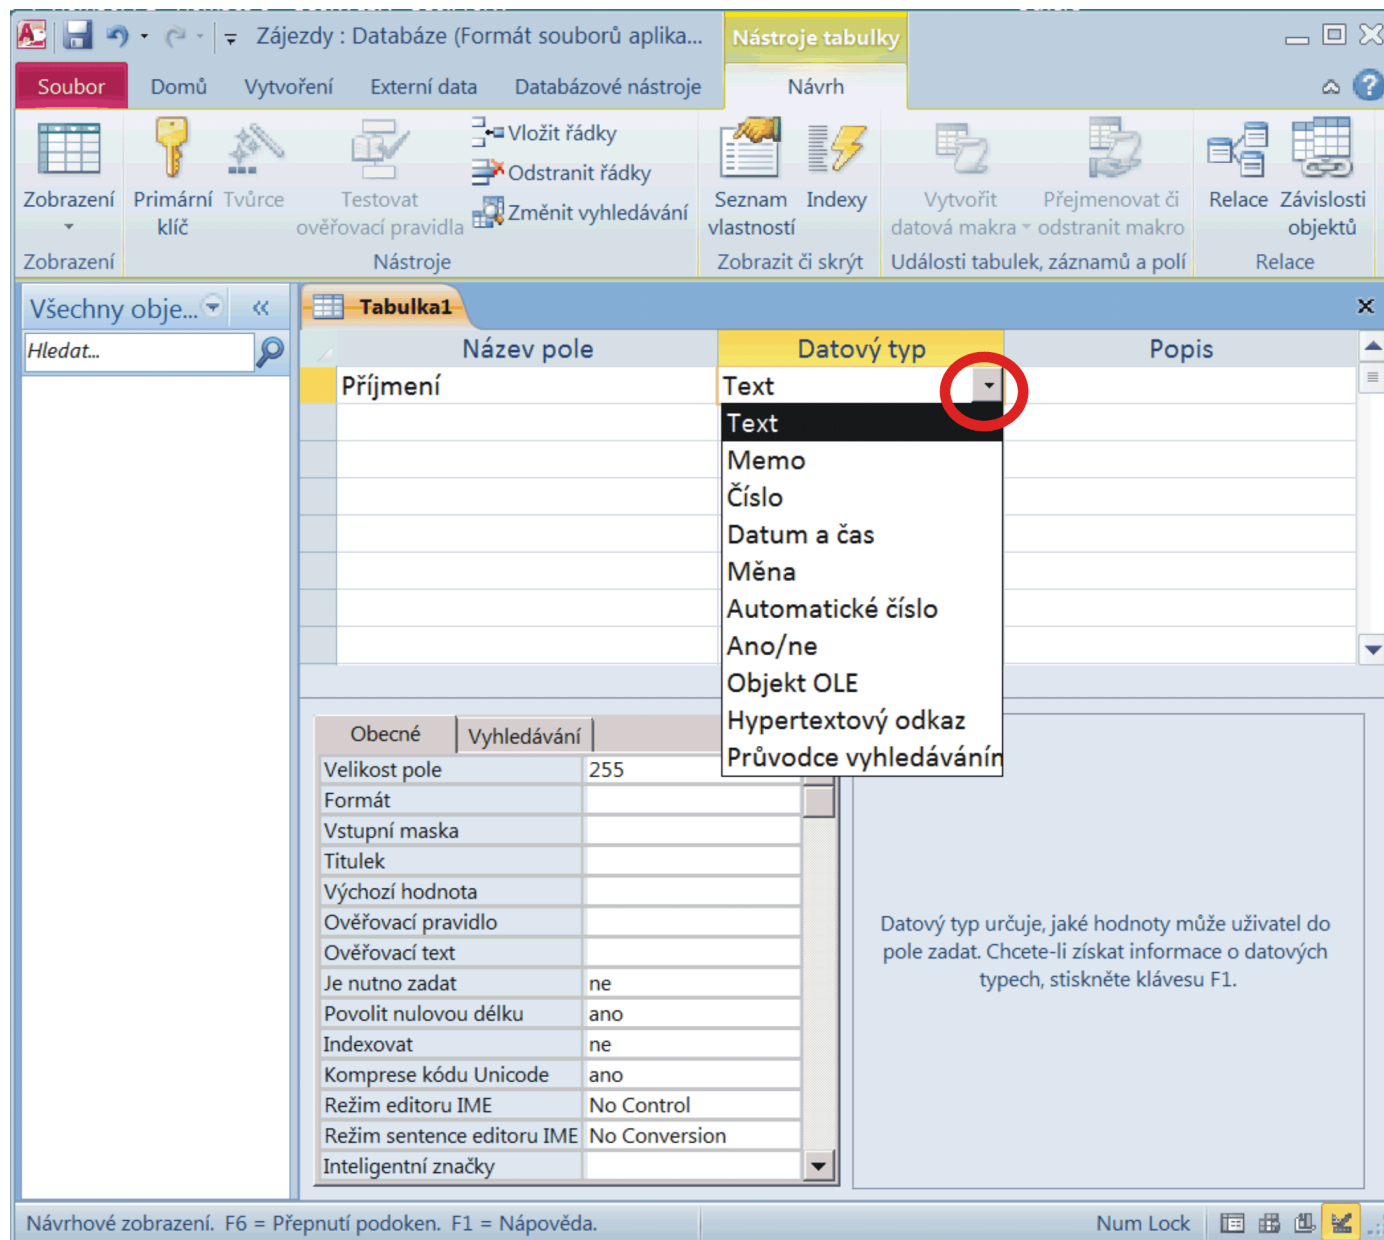 Zájezdy : Databáze (Formát souborů aplika...
Nástroje tabulky
Soubor Domů Vytvoření Externí data Databázové nástroje Návrh
Zobrazení
Primární klíč
Tvůrce
Testovat ověřovací pravidla
Vložit řádky
Odstranit řádky
Změnit vyhledávání
Seznam vlastností
Indexy
Vytvořit datová makra
Přejmenovat či odstranit makro
Relace
Závislosti objektů
Zobrazení Nástroje Zobrazit či skrýt Události tabulek, záznamů a polí Relace
Všechny obje...
«
Hledat...
Tabulka1
Název pole Datový typ Popis
Příjmení Text
Text
Memo
Číslo
Datum a čas
Měna
Automatické číslo
Ano/ne
Objekt OLE
Hypertextový odkaz
Průvodce vyhledáváním
Obecné Vyhledávání
Velikost pole 255
Formát
Vstupní maska
Titulek
Výchozí hodnota
Ověřovací pravidlo
Ověřovací text
Je nutno zadat ne
Povolit nulovou délku ano
Indexovat ne
Komprese kódu Unicode ano
Režim editoru IME No Control
Režim sentence editoru IME No Conversion
Inteligentní značky
Datový typ určuje, jaké hodnoty může uživatel do
pole zadat. Chcete-li získat informace o datových
typech, stiskněte klávesu F1.
Návrhové zobrazení. F6 = Přepnutí podoken. F1 = Nápověda.
Num Lock